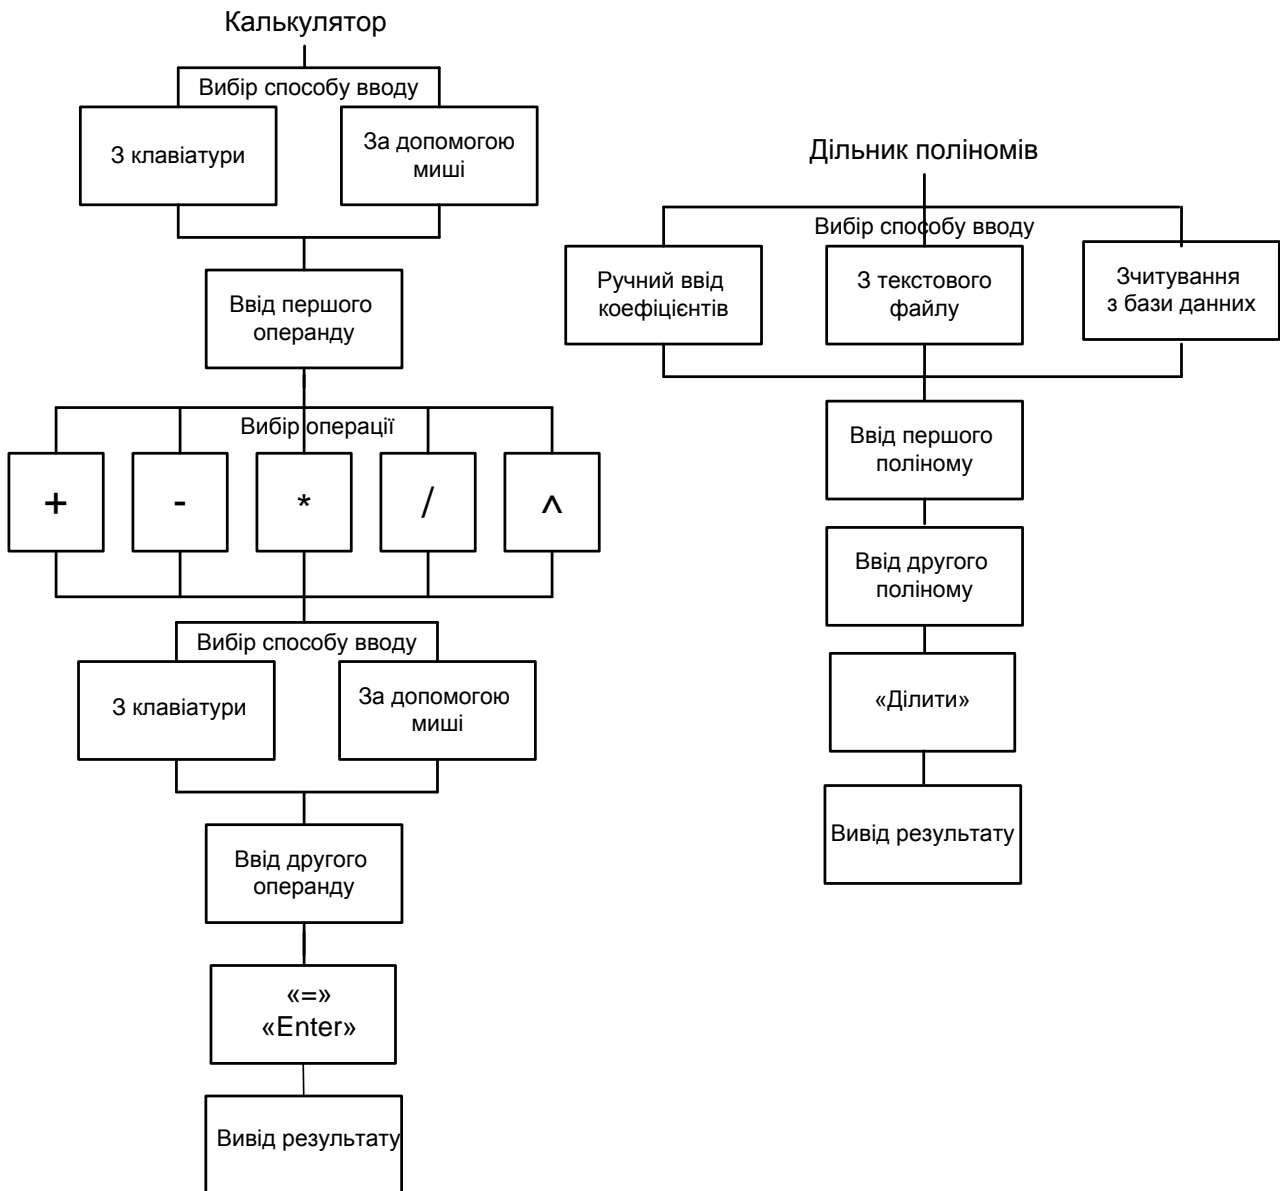 Калькулятор
Вибір способу вводу
З клавіатури
За допомогою
миші
Ввід першого
операнду
Вибір операції
+
-
*
/
^
Вибір способу вводу
З клавіатури
За допомогою
миші
Ввід другого
операнду
«=»
«Enter»
Вивід результату
Дільник поліномів
Вибір способу вводу
Ручний ввід
коефіцієнтів
З текстового
файлу
Зчитування
з бази данних
Ввід першого
поліному
Ввід другого
поліному
«Ділити»
Вивід результату